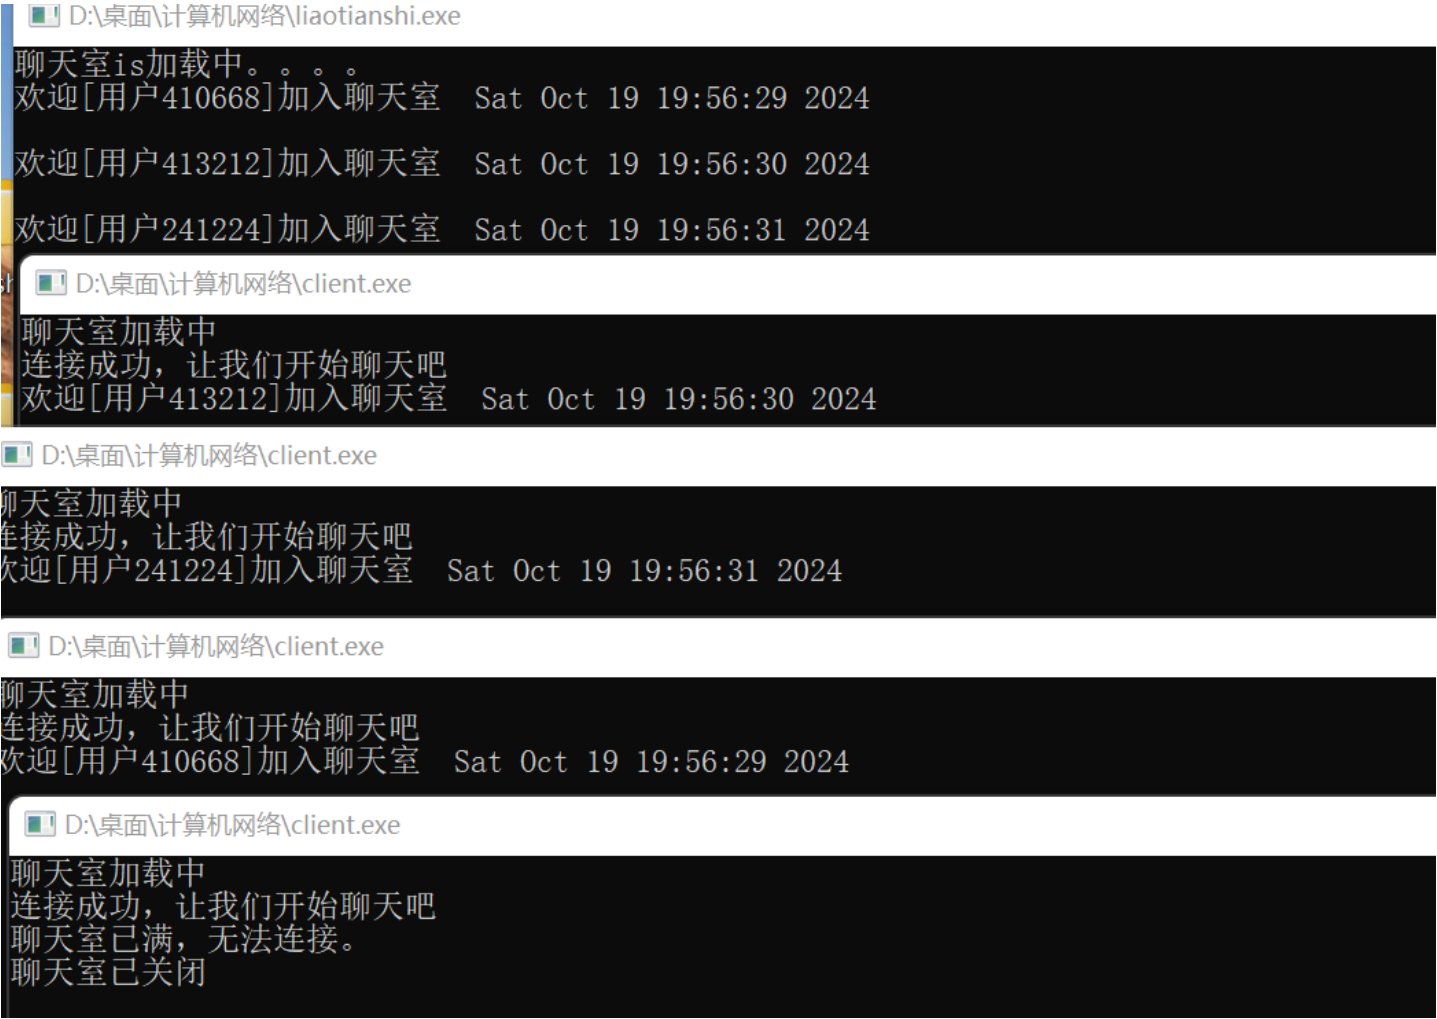 D:\桌面\计算机网络\liaotianshi.exe
聊天室is加载中。。。。
欢迎[用户410668]加入聊天室  Sat Oct 19 19:56:29 2024
欢迎[用户413212]加入聊天室  Sat Oct 19 19:56:30 2024
欢迎[用户241224]加入聊天室  Sat Oct 19 19:56:31 2024
D:\桌面\计算机网络\client.exe
聊天室加载中
连接成功，让我们开始聊天吧
欢迎[用户413212]加入聊天室  Sat Oct 19 19:56:30 2024
D:\桌面\计算机网络\client.exe
聊天室加载中
连接成功，让我们开始聊天吧
欢迎[用户241224]加入聊天室  Sat Oct 19 19:56:31 2024
D:\桌面\计算机网络\client.exe
聊天室加载中
连接成功，让我们开始聊天吧
欢迎[用户410668]加入聊天室  Sat Oct 19 19:56:29 2024
D:\桌面\计算机网络\client.exe
聊天室加载中
连接成功，让我们开始聊天吧
聊天室已满，无法连接。
聊天室已关闭